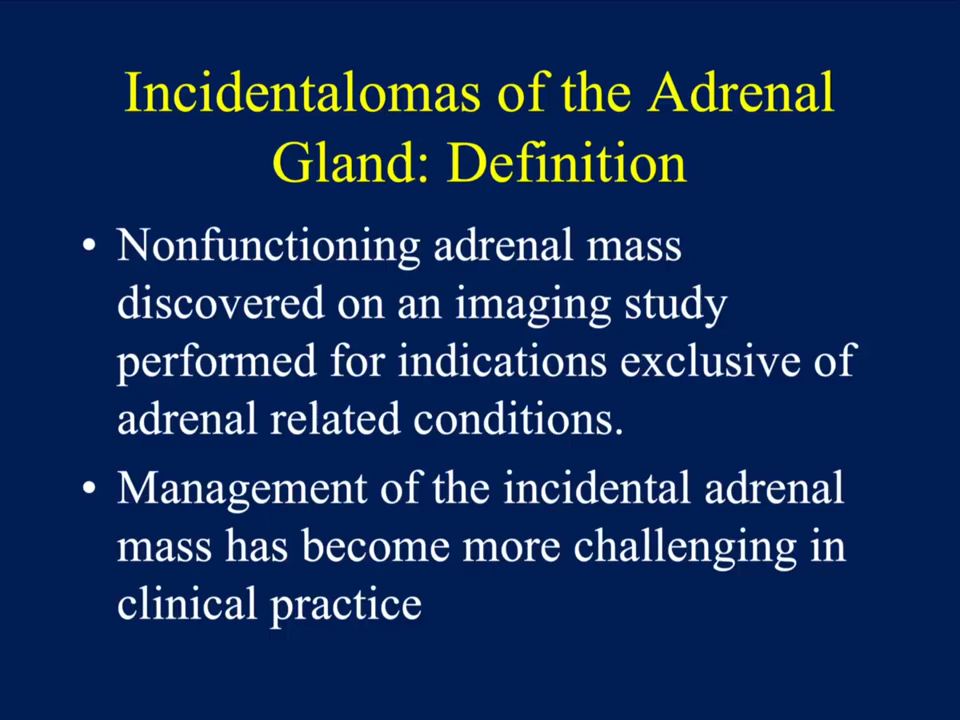 Incidentalomas of the Adrenal
Gland: Definition
• Nonfunctioning adrenal mass
discovered on an imaging study
performed for indications exclusive of
adrenal related conditions.
• Management of the incidental adrenal
mass has become more challenging in
clinical practice